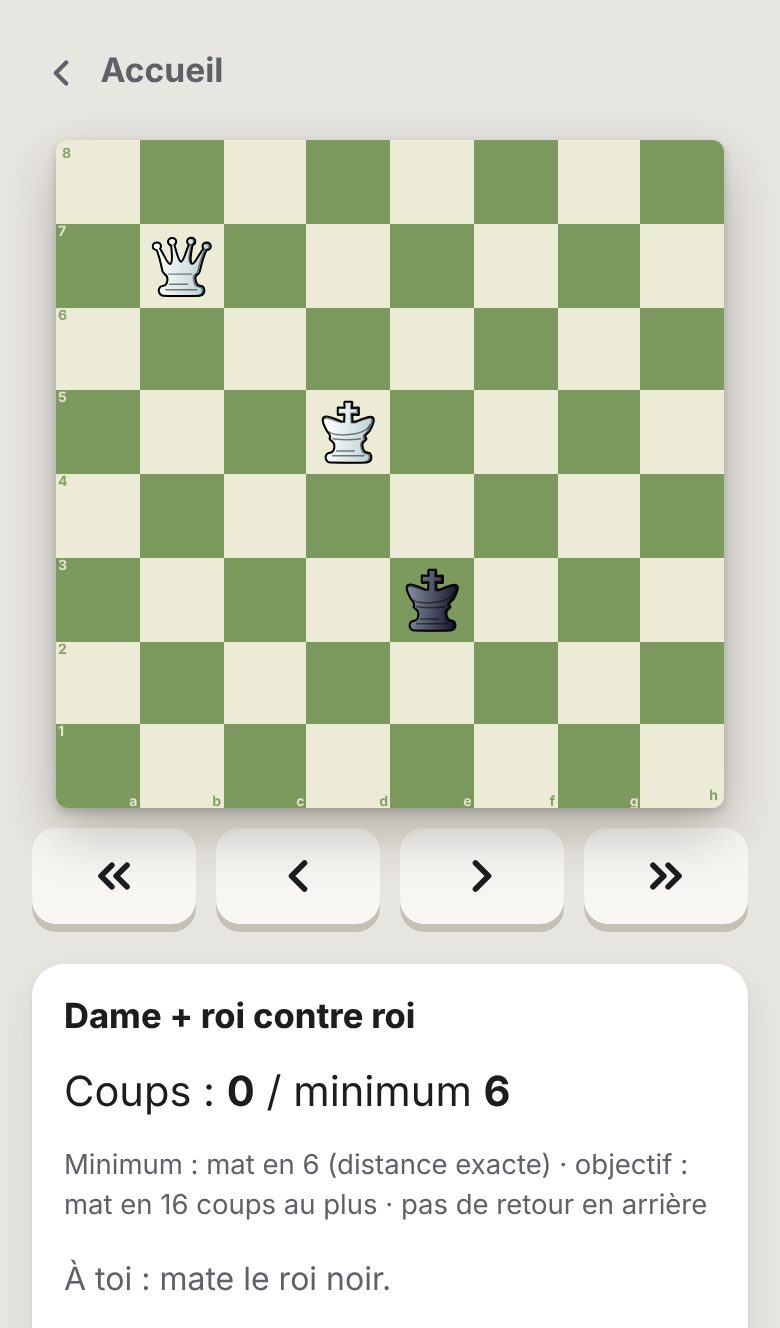 Accueil
8
7
6
5
4
3
2
1
a b c d e f g h
Dame + roi contre roi
Coups : 0 / minimum 6
Minimum : mat en 6 (distance exacte) · objectif :
mat en 16 coups au plus · pas de retour en arrière
À toi : mate le roi noir.